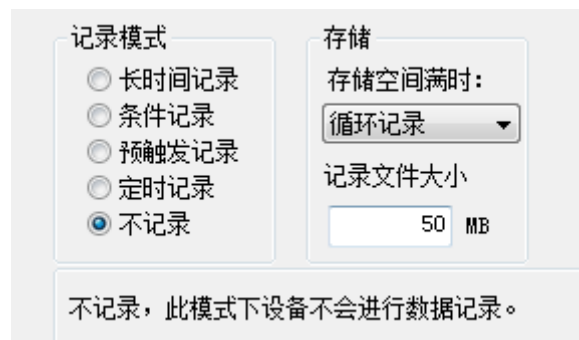 记录模式
长时间记录
条件记录
预触发记录
定时记录
不记录
存储
存储空间满时：
循环记录
记录文件大小
50 MB
不记录，此模式下设备不会进行数据记录。